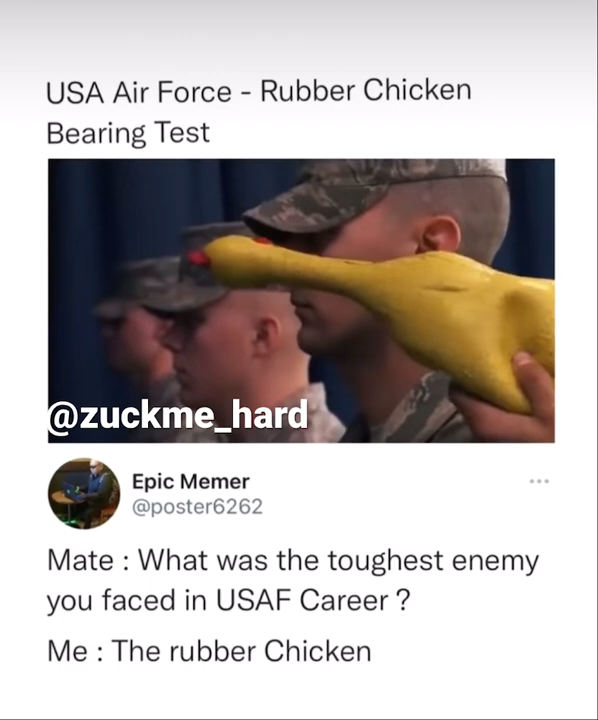 USA Air Force - Rubber Chicken
Bearing Test
@zuckme_hard
Epic Memer
@poster6262
Mate : What was the toughest enemy
you faced in USAF Career ?
Me : The rubber Chicken